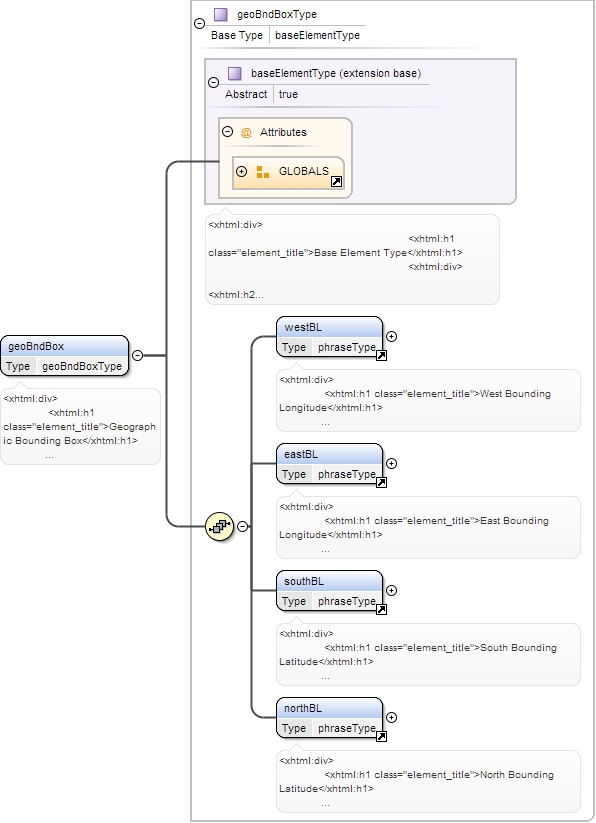 geoBndBoxType
Base Type baseElementType
baseElementType (extension base)
Abstract true
@ Attributes
GLOBALS
<xhtml:div>
<xhtml:h1
class="element_title">Base Element Type</xhtml:h1>
<xhtml:div>
<xhtml:h2...
geoBndBox
Type geoBndBoxType
<xhtml:div>
<xhtml:h1
class="element_title">Geograph
ic Bounding Box</xhtml:h1>
...
westBL
Type phraseType
<xhtml:div>
<xhtml:h1 class="element_title">West Bounding
Longitude</xhtml:h1>
...
eastBL
Type phraseType
<xhtml:div>
<xhtml:h1 class="element_title">East Bounding
Longitude</xhtml:h1>
...
southBL
Type phraseType
<xhtml:div>
<xhtml:h1 class="element_title">South Bounding
Latitude</xhtml:h1>
...
northBL
Type phraseType
<xhtml:div>
<xhtml:h1 class="element_title">North Bounding
Latitude</xhtml:h1>
...